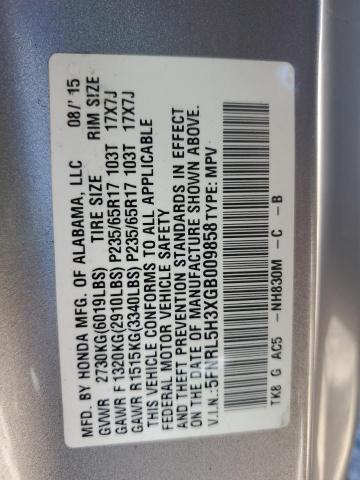 MFD. BY HONDA MFG. OF ALABAMA, LLC 08/'15
GVWR 2730KG(6019LBS) TIRE SIZE RIM SIZE
GAWR F1320KG(2910LBS) P235/65R17 103T 17X7J
GAWR R1515KG(3340LBS) P235/65R17 103T 17X7J
THIS VEHICLE CONFORMS TO ALL APPLICABLE
FEDERAL MOTOR VEHICLE SAFETY AND
THEFT PREVENTION STANDARDS IN EFFECT
ON THE DATE OF MANUFACTURE SHOWN ABOVE.
V.I.N.:5FNRL5H3XGB009858 TYPE: MPV
TK8 G AC5 -NH830M - C - B